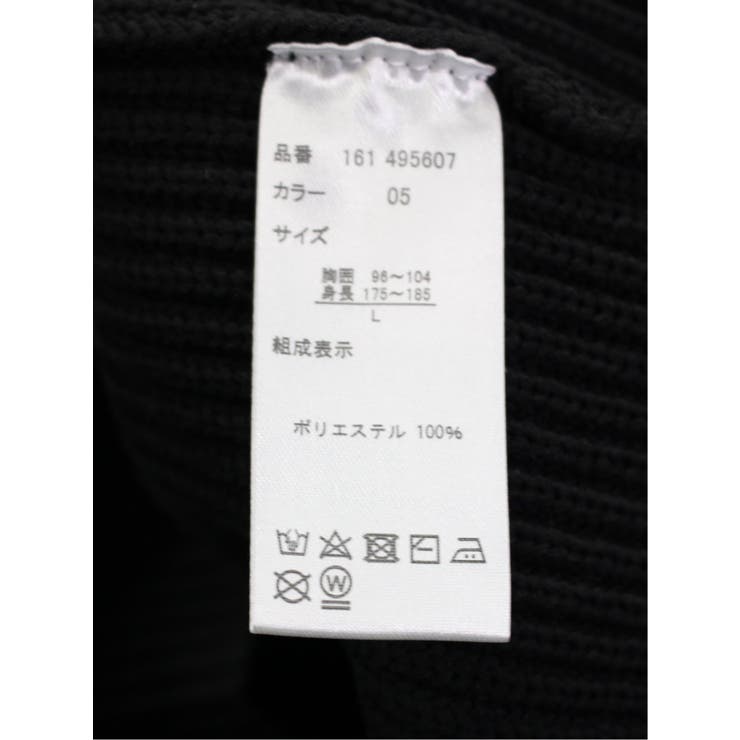 品番 161 495607
カラー 05
サイズ
胸囲 96〜104
身長 175〜185
L
組成表示
ポリエステル 100%
W